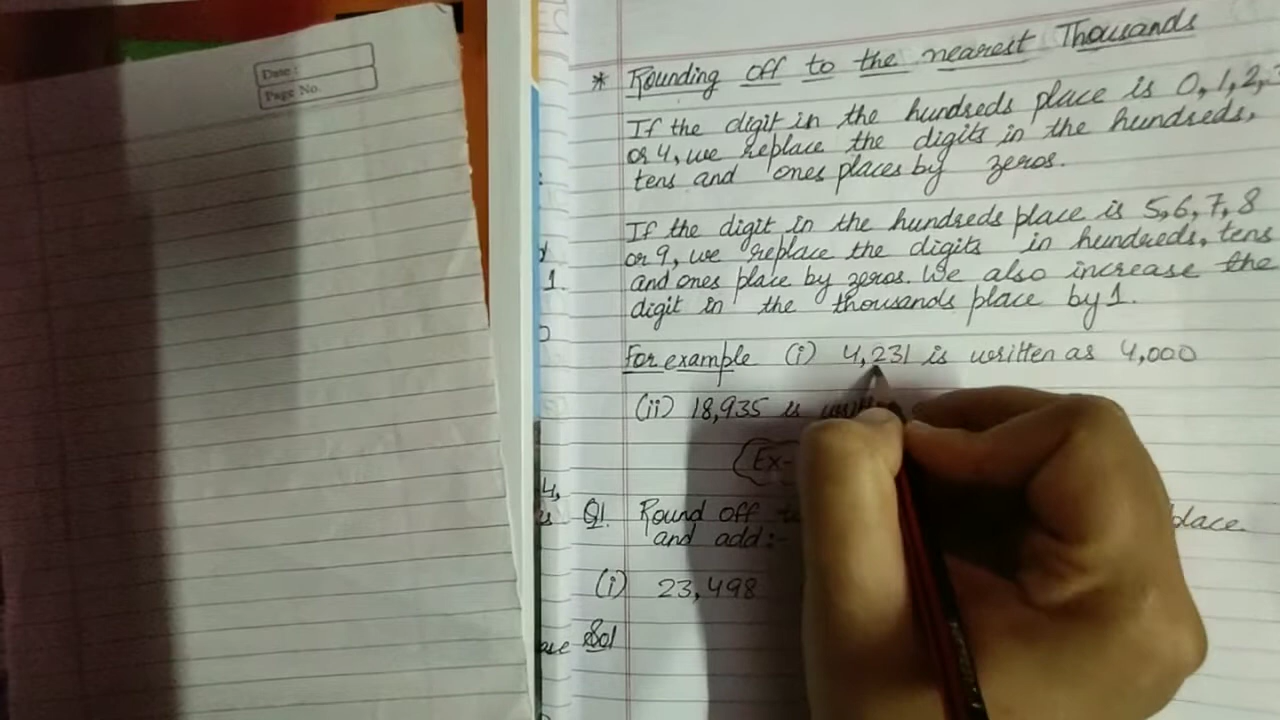 Date :
Page No.
* Rounding off to the nearest Thousands
If the digit in the hundreds place is 0, 1, 2,
or 4, we replace the digits in the hundreds,
tens and ones places by zeros.
If the digit in the hundreds place is 5, 6, 7, 8
or 9, we replace the digits in hundreds, tens
and ones place by zeros. We also increase the
digit in the thousands place by 1.
For example (i) 4,231 is written as 4,000
(ii) 18,935 is
(Ex-
Q1. Round off place
and add:-
(i) 23,498
Sol
1.
4,